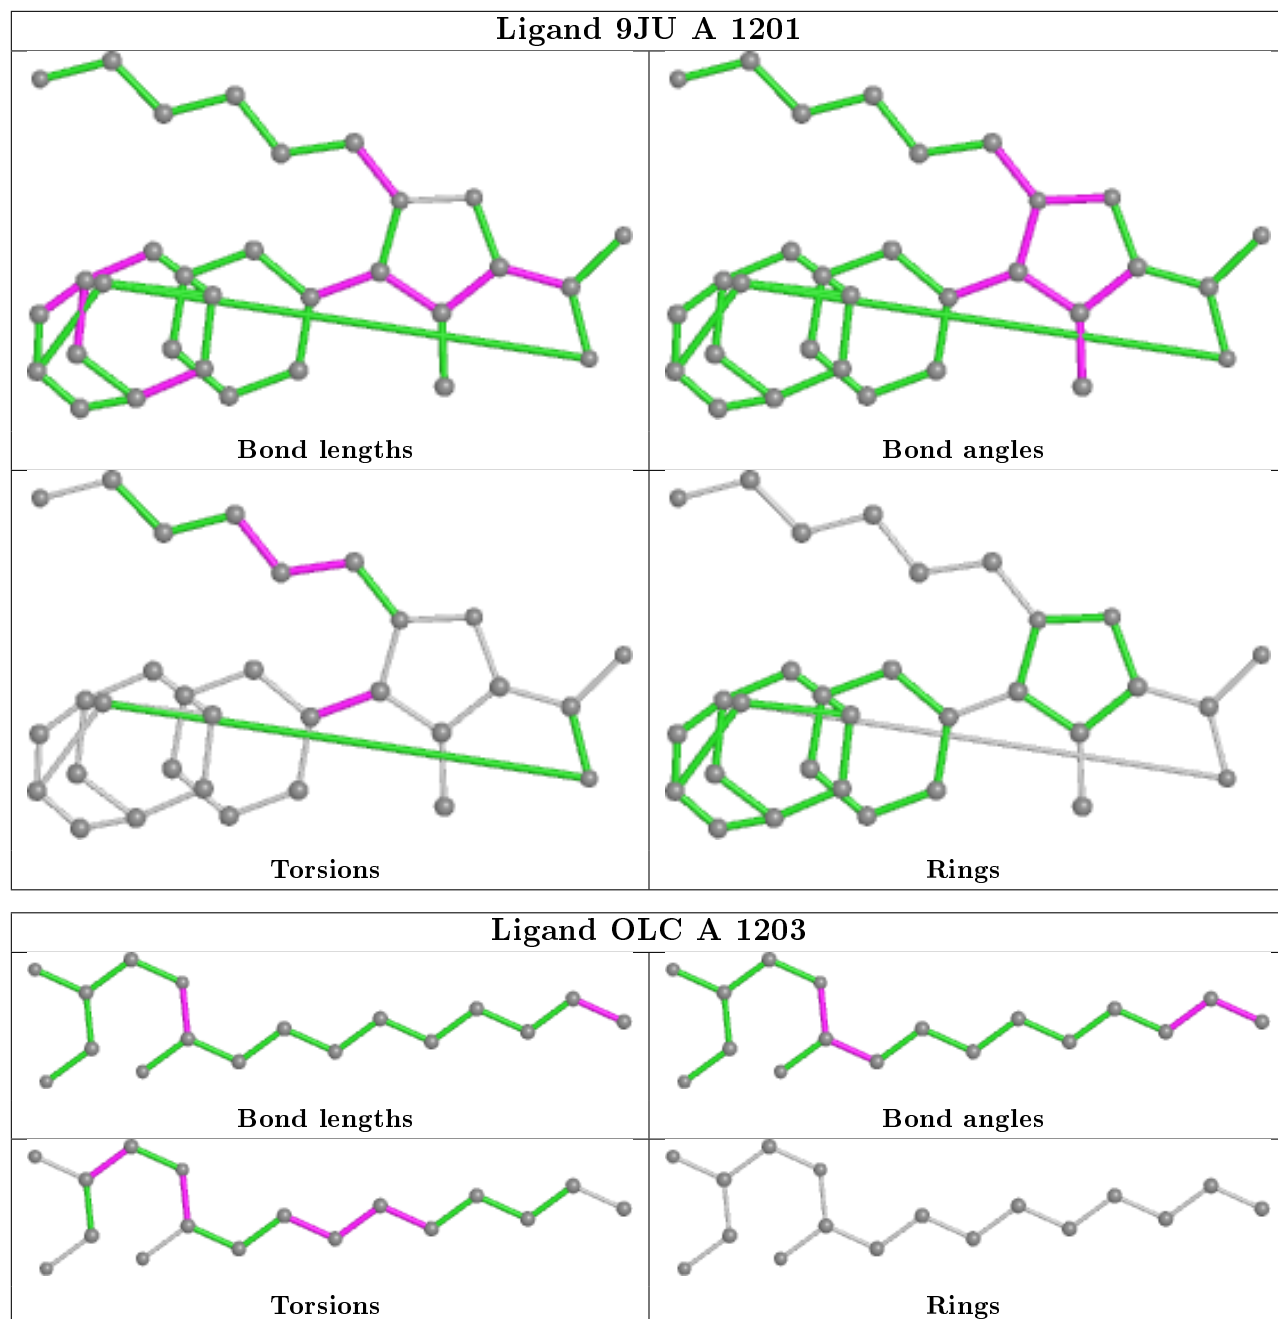 Ligand 9JU A 1201
Bond lengths
Bond angles
Torsions
Rings
Ligand OLC A 1203
Bond lengths
Bond angles
Torsions
Rings